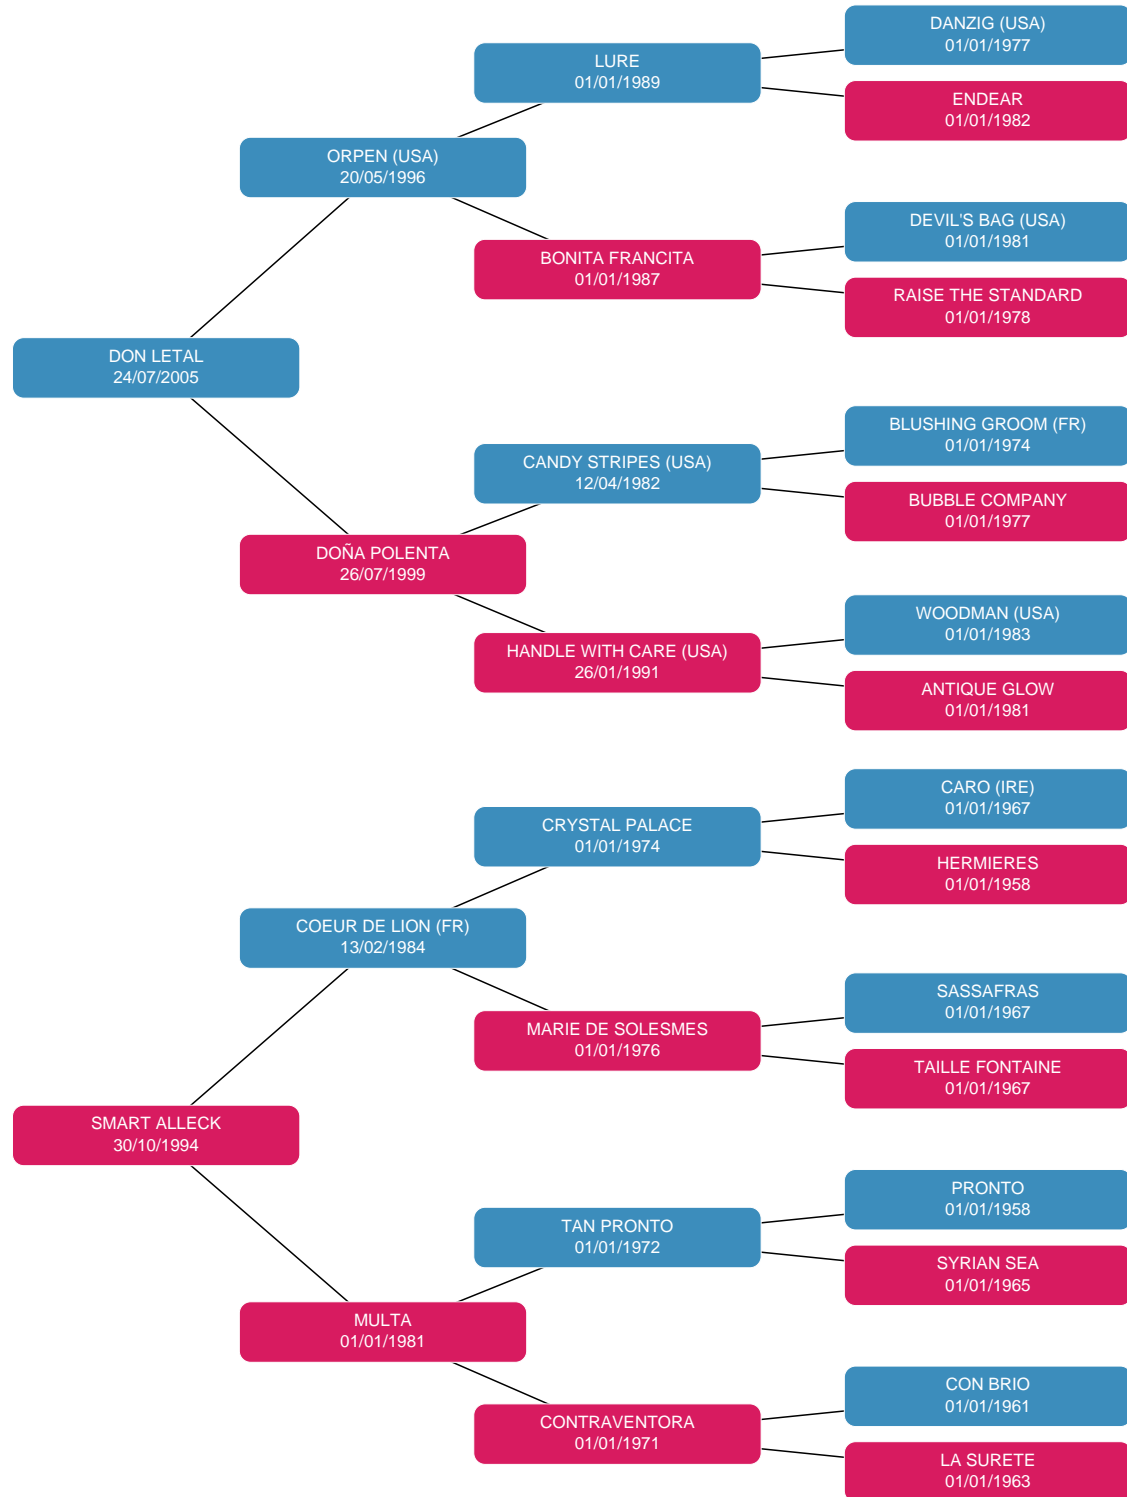 DANZIG (USA)
01/01/1977
LURE
01/01/1989
ENDEAR
01/01/1982
ORPEN (USA)
20/05/1996
DEVIL'S BAG (USA)
01/01/1981
BONITA FRANCITA
01/01/1987
RAISE THE STANDARD
01/01/1978
DON LETAL
24/07/2005
BLUSHING GROOM (FR)
01/01/1974
CANDY STRIPES (USA)
12/04/1982
BUBBLE COMPANY
01/01/1977
DOÑA POLENTA
26/07/1999
WOODMAN (USA)
01/01/1983
HANDLE WITH CARE (USA)
26/01/1991
ANTIQUE GLOW
01/01/1981
CARO (IRE)
01/01/1967
CRYSTAL PALACE
01/01/1974
HERMIERES
01/01/1958
COEUR DE LION (FR)
13/02/1984
SASSAFRAS
01/01/1967
MARIE DE SOLESMES
01/01/1976
TAILLE FONTAINE
01/01/1967
SMART ALLECK
30/10/1994
PRONTO
01/01/1958
TAN PRONTO
01/01/1972
SYRIAN SEA
01/01/1965
MULTA
01/01/1981
CON BRIO
01/01/1961
CONTRAVENTORA
01/01/1971
LA SURETE
01/01/1963